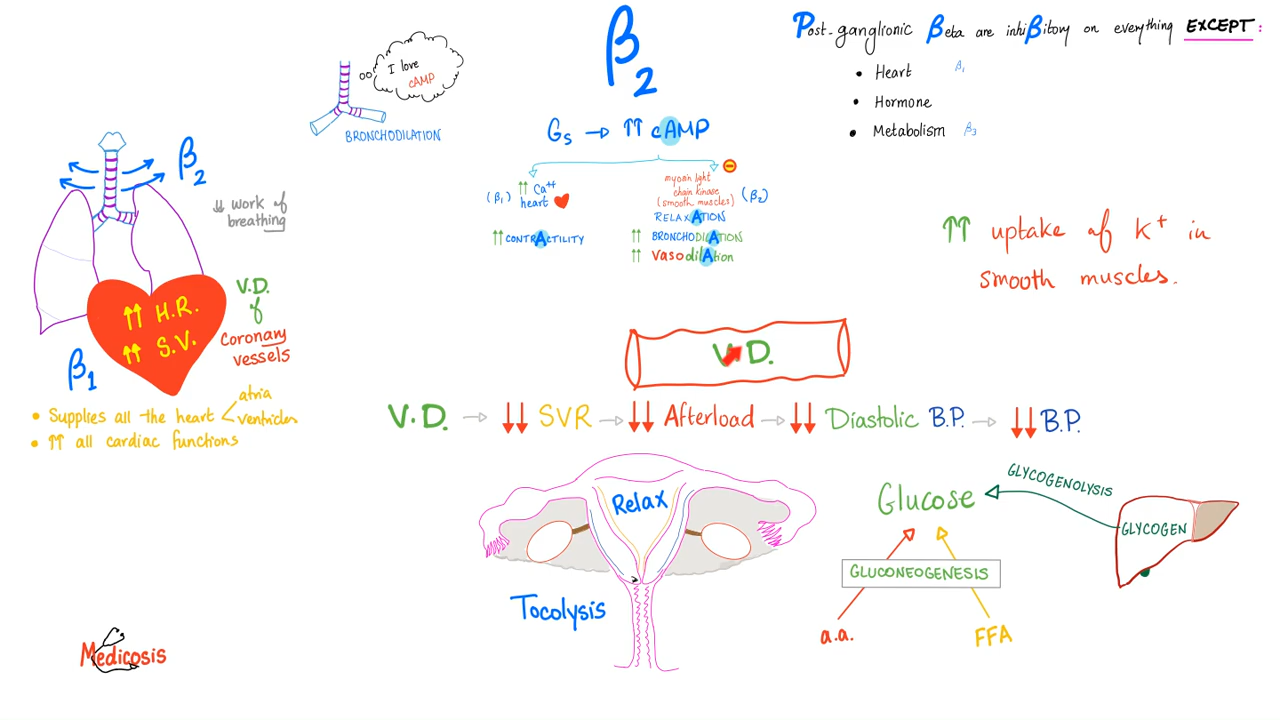 β2
Post-ganglionic Beta are inhiBitory on everything EXCEPT:
• Heart β1
• Hormone
• Metabolism β3
I love
cAMP
BRONCHODILATION
Gs → ↑↑ cAMP
(β1) ↑↑ Ca++
heart
↑↑ CONTRACTILITY
myosin light
chain kinase
(smooth muscles) (β2)
RELAXATION
↑↑ BRONCHODILATION
↑↑ vasodilation
β2
↓↓ work of
breathing
↑↑ H.R.
↑↑ S.V.
β1
V.D.
of
Coronary
vessels
• Supplies all the heart < atria
ventricles
• ↑↑ all cardiac functions
↑↑ uptake of K+ in
smooth muscles.
V.D.
V.D. → ↓↓ SVR → ↓↓ Afterload → ↓↓ Diastolic B.P. → ↓↓ B.P.
Relax
Tocolysis
Glucose
GLYCOGENOLYSIS
GLYCOGEN
GLUCONEOGENESIS
a.a.
FFA
Medicosis